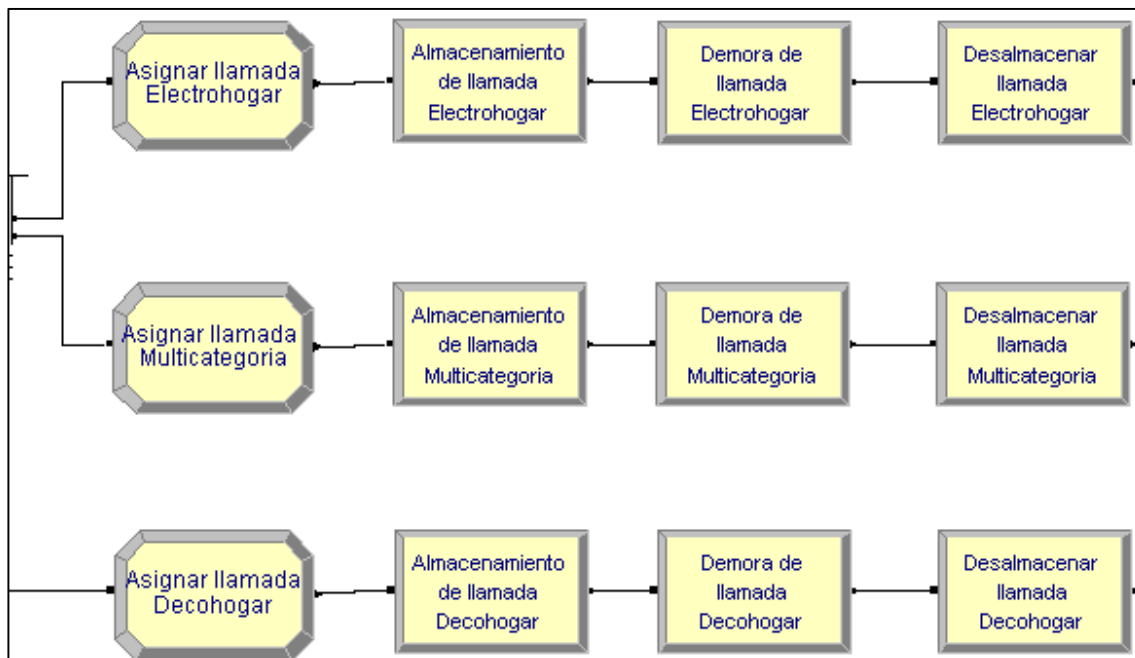 Asignar llamada
Electrohogar
Almacenamiento
de llamada
Electrohogar
Demora de
llamada
Electrohogar
Desalmacenar
llamada
Electrohogar
Asignar llamada
Multicategoria
Almacenamiento
de llamada
Multicategoria
Demora de
llamada
Multicategoria
Desalmacenar
llamada
Multicategoria
Asignar llamada
Decohogar
Almacenamiento
de llamada
Decohogar
Demora de
llamada
Decohogar
Desalmacenar
llamada
Decohogar